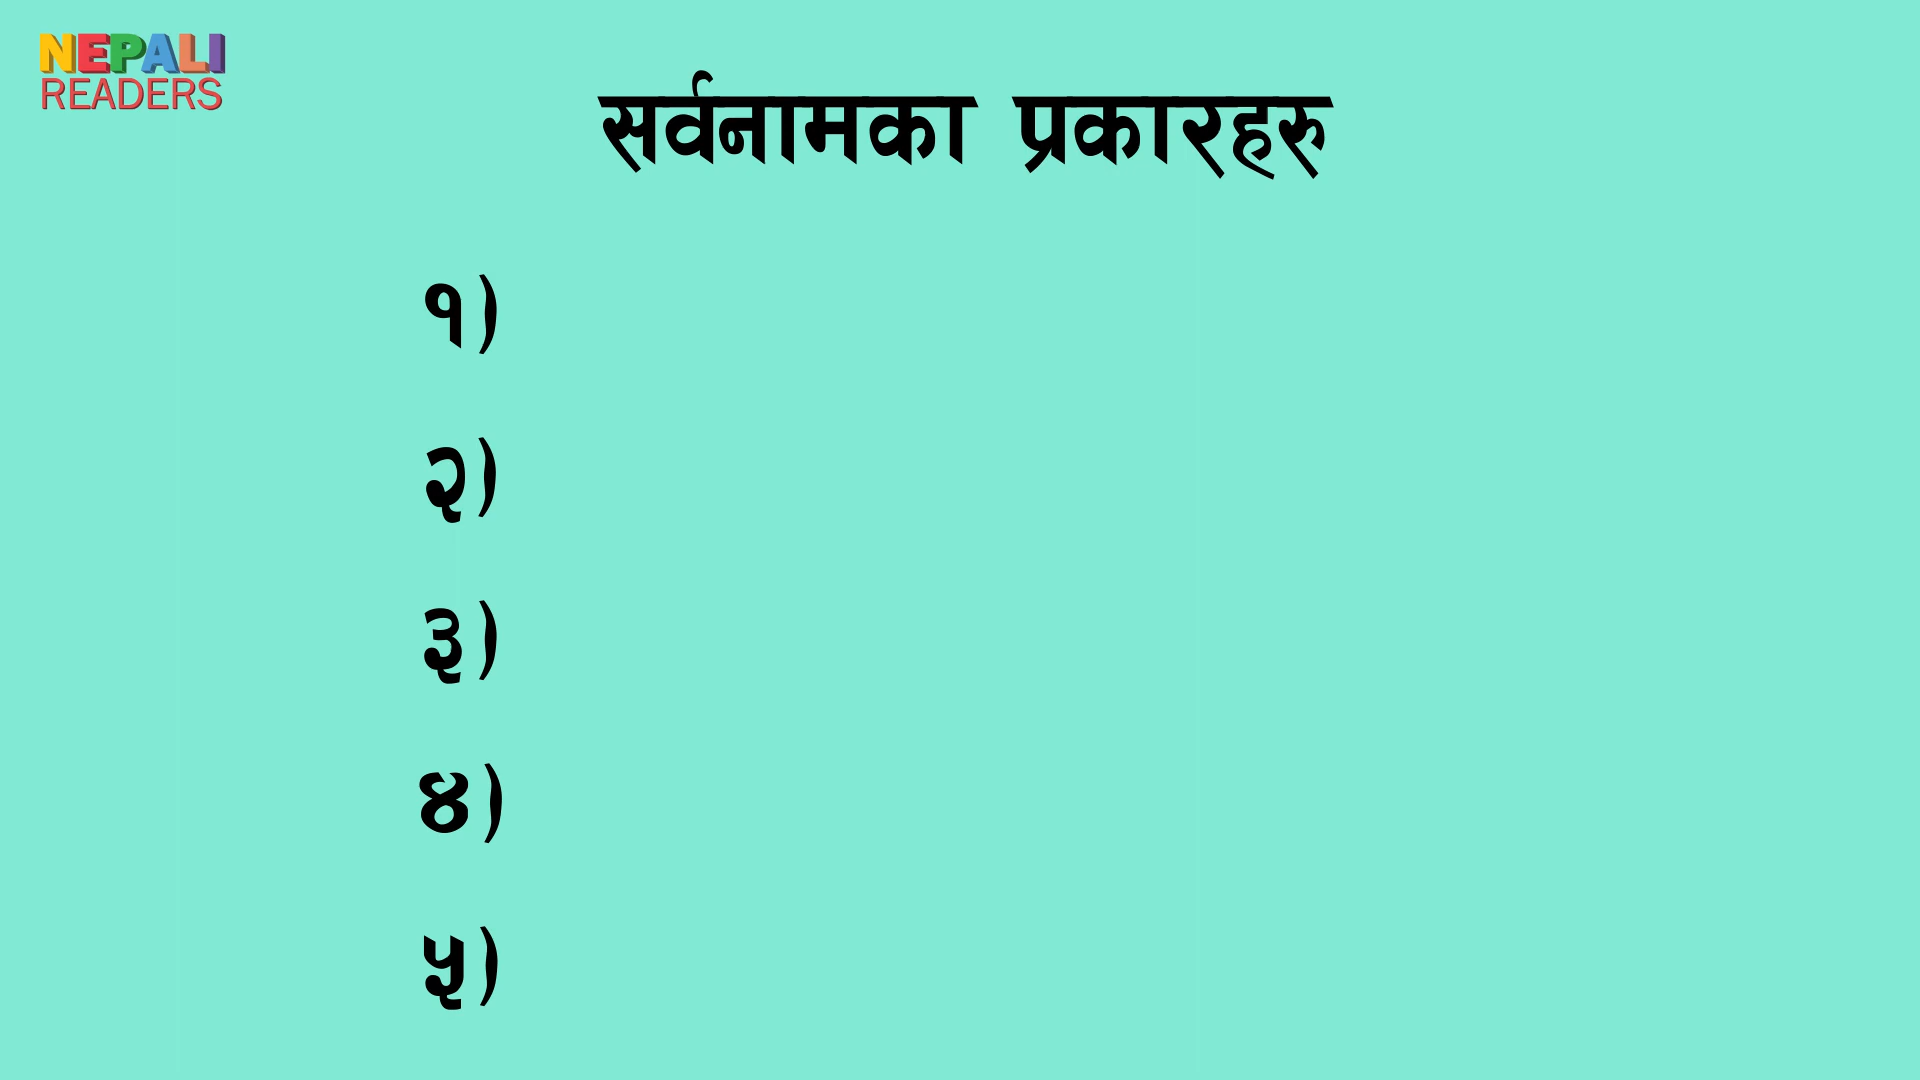 NEPALI
READERS
सर्वनामका प्रकारहरु
१)
२)
३)
४)
५)